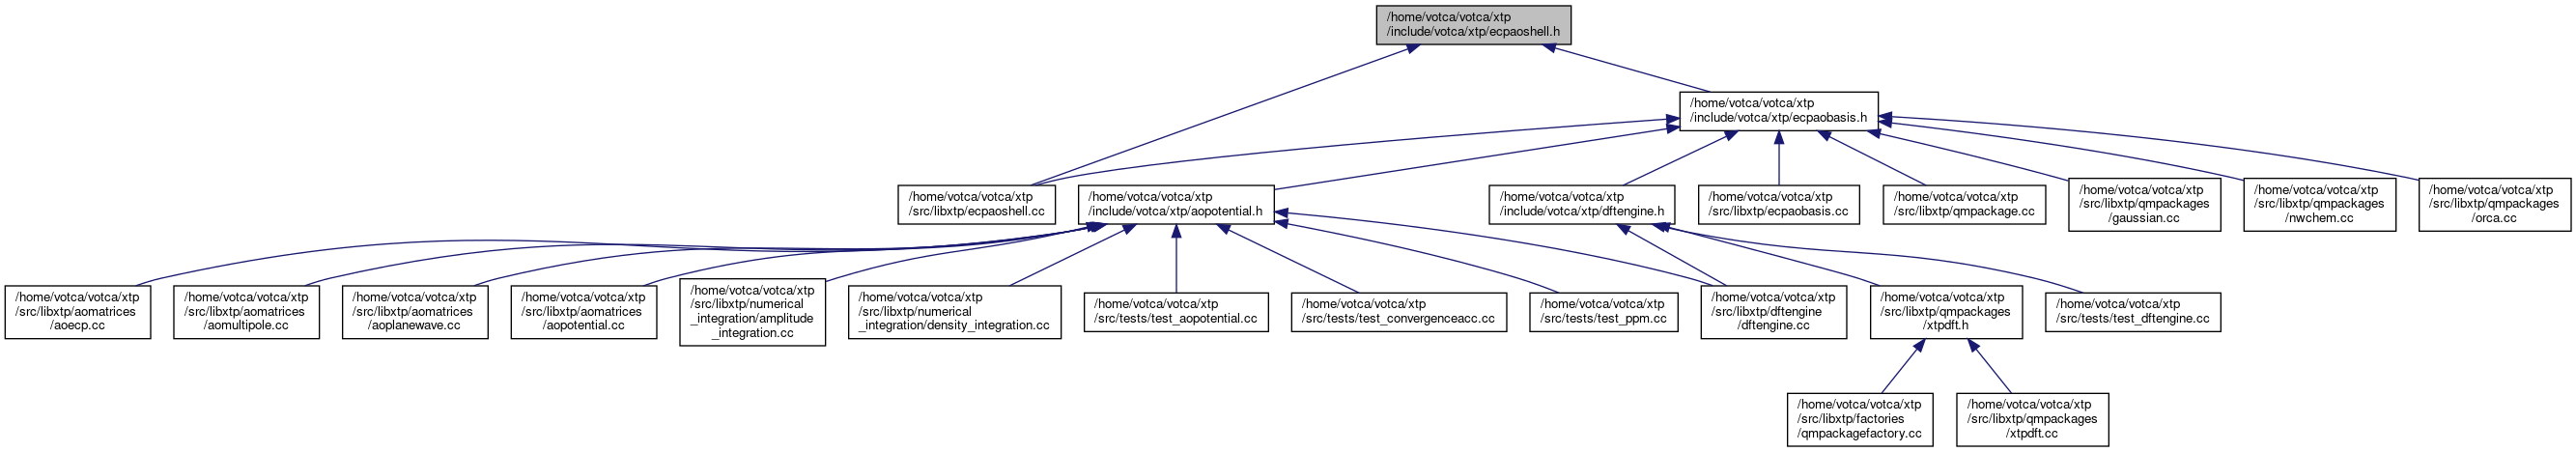 /home/votca/votca/xtp
/include/votca/xtp/ecpaoshell.h
/home/votca/votca/xtp
/include/votca/xtp/ecpaobasis.h
/home/votca/votca/xtp
/src/libxtp/ecpaoshell.cc
/home/votca/votca/xtp
/include/votca/xtp/aopotential.h
/home/votca/votca/xtp
/include/votca/xtp/dftengine.h
/home/votca/votca/xtp
/src/libxtp/ecpaobasis.cc
/home/votca/votca/xtp
/src/libxtp/qmpackage.cc
/home/votca/votca/xtp
/src/libxtp/qmpackages
/gaussian.cc
/home/votca/votca/xtp
/src/libxtp/qmpackages
/nwchem.cc
/home/votca/votca/xtp
/src/libxtp/qmpackages
/orca.cc
/home/votca/votca/xtp
/src/libxtp/aomatrices
/aoecp.cc
/home/votca/votca/xtp
/src/libxtp/aomatrices
/aomultipole.cc
/home/votca/votca/xtp
/src/libxtp/aomatrices
/aoplanewave.cc
/home/votca/votca/xtp
/src/libxtp/aomatrices
/aopotential.cc
/home/votca/votca/xtp
/src/libxtp/numerical
_integration/amplitude
_integration.cc
/home/votca/votca/xtp
/src/libxtp/numerical
_integration/density_integration.cc
/home/votca/votca/xtp
/src/tests/test_aopotential.cc
/home/votca/votca/xtp
/src/tests/test_convergenceacc.cc
/home/votca/votca/xtp
/src/tests/test_ppm.cc
/home/votca/votca/xtp
/src/libxtp/dftengine
/dftengine.cc
/home/votca/votca/xtp
/src/libxtp/qmpackages
/xtpdft.h
/home/votca/votca/xtp
/src/tests/test_dftengine.cc
/home/votca/votca/xtp
/src/libxtp/factories
/qmpackagefactory.cc
/home/votca/votca/xtp
/src/libxtp/qmpackages
/xtpdft.cc